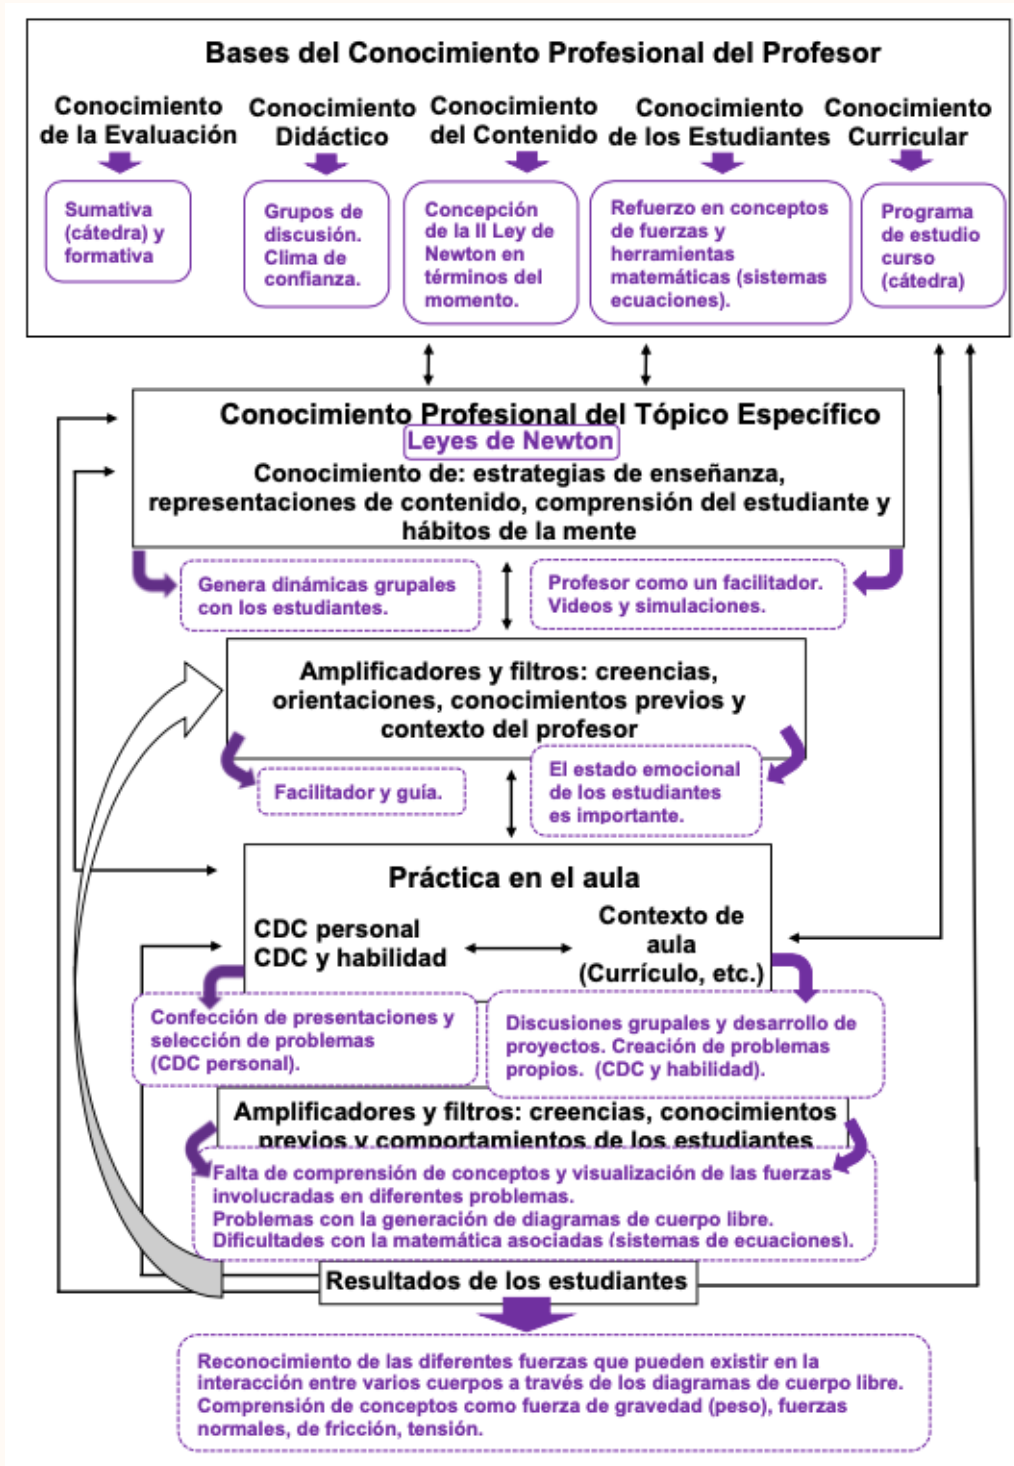 Bases del Conocimiento Profesional del Profesor
Conocimiento
de la Evaluación
Conocimiento
Didáctico
Conocimiento
del Contenido
Conocimiento
de los Estudiantes
Conocimiento
Curricular
Sumativa
(cátedra) y
formativa
Grupos de
discusión.
Clima de
confianza.
Concepción
de la II Ley de
Newton en
términos del
momento.
Refuerzo en conceptos
de fuerzas y
herramientas
matemáticas (sistemas
ecuaciones).
Programa
de estudio
curso
(cátedra)
Conocimiento Profesional del Tópico Específico
Leyes de Newton
Conocimiento de: estrategias de enseñanza,
representaciones de contenido, comprensión del estudiante y
hábitos de la mente
Genera dinámicas grupales
con los estudiantes.
Profesor como un facilitador.
Videos y simulaciones.
Amplificadores y filtros: creencias,
orientaciones, conocimientos previos y
contexto del profesor
Facilitador y guía.
El estado emocional
de los estudiantes
es importante.
Práctica en el aula
CDC personal
CDC y habilidad
Contexto de
aula
(Currículo, etc.)
Confección de presentaciones y
selección de problemas
(CDC personal).
Discusiones grupales y desarrollo de
proyectos. Creación de problemas
propios. (CDC y habilidad).
Amplificadores y filtros: creencias, conocimientos
previos y comportamientos de los estudiantes
Falta de comprensión de conceptos y visualización de las fuerzas
involucradas en diferentes problemas.
Problemas con la generación de diagramas de cuerpo libre.
Dificultades con la matemática asociadas (sistemas de ecuaciones).
Resultados de los estudiantes
Reconocimiento de las diferentes fuerzas que pueden existir en la
interacción entre varios cuerpos a través de los diagramas de cuerpo libre.
Comprensión de conceptos como fuerza de gravedad (peso), fuerzas
normales, de fricción, tensión.